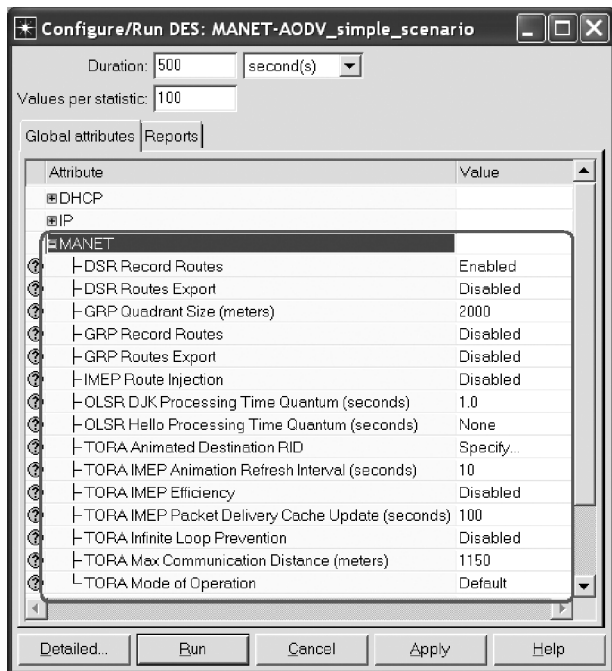 Configure/Run DES: MANET-AODV_simple_scenario
Duration: 500 second(s)
Values per statistic: 100
Global attributes Reports
Attribute Value
DHCP
IP
MANET
DSR Record Routes Enabled
DSR Routes Export Disabled
GRP Quadrant Size (meters) 2000
GRP Record Routes Disabled
GRP Routes Export Disabled
IMEP Route Injection Disabled
OLSR DJK Processing Time Quantum (seconds) 1.0
OLSR Hello Processing Time Quantum (seconds) None
TORA Animated Destination RID Specify...
TORA IMEP Animation Refresh Interval (seconds) 10
TORA IMEP Efficiency Disabled
TORA IMEP Packet Delivery Cache Update (seconds) 100
TORA Infinite Loop Prevention Disabled
TORA Max Communication Distance (meters) 1150
TORA Mode of Operation Default
Detailed... Run Cancel Apply Help